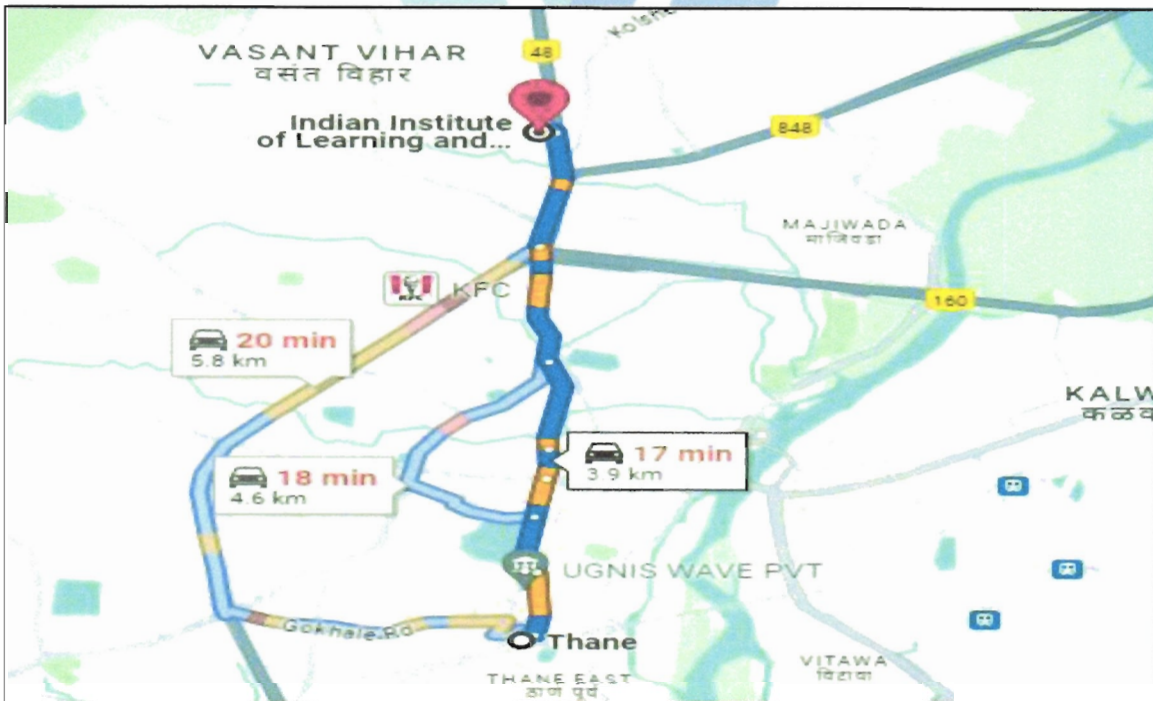 48
VASANT VIHAR
वसंत विहार
Indian Institute
of Learning and...
848
MAJIWADA
माजिवडा
KFC
KFC
160
20 min
5.8 km
KALW
कळव
17 min
3.9 km
18 min
4.6 km
UGNIS WAVE PVT
Gokhale Rd
Thane
VITAWA
विटावा
THANE EAST
ठाणे पूर्व